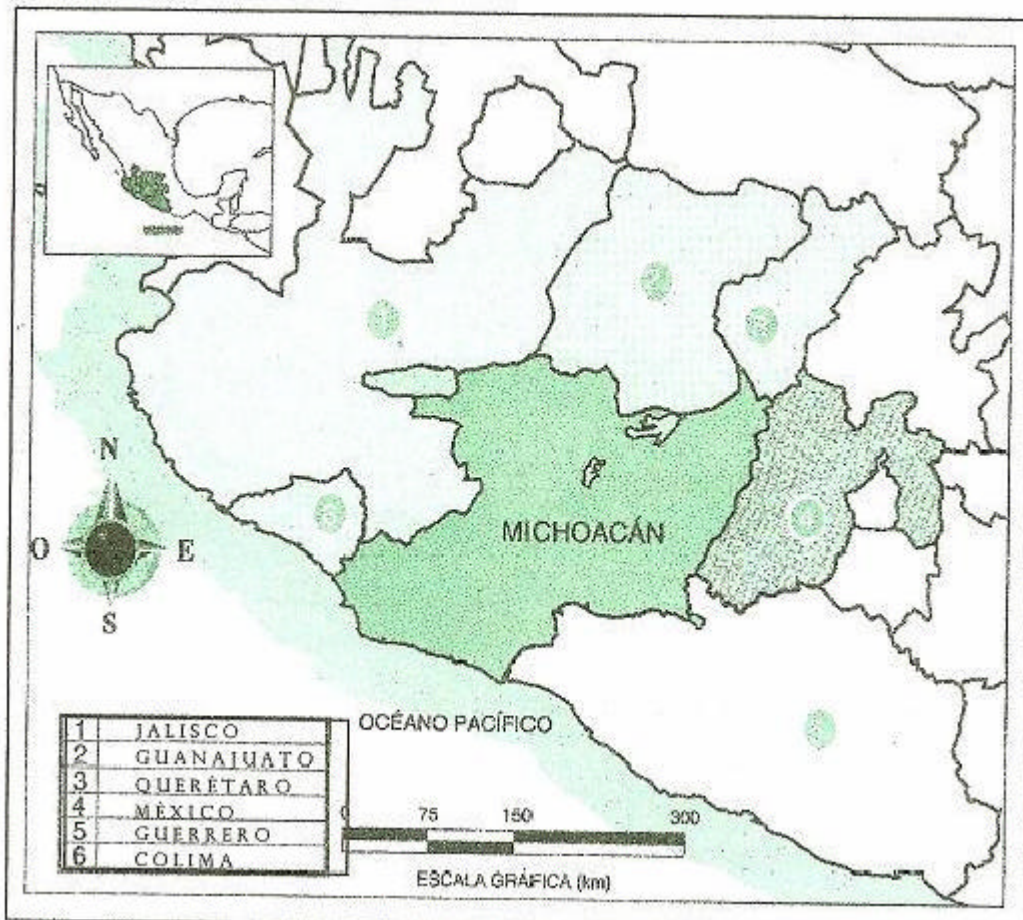 N
O
E
S
MICHOACÁN
OCÉANO PACÍFICO
1 JALISCO
2 GUANAJUATO
3 QUERÉTARO
4 MÉXICO
5 GUERRERO
6 COLIMA
0 75 150 300
ESCALA GRÁFICA (km)